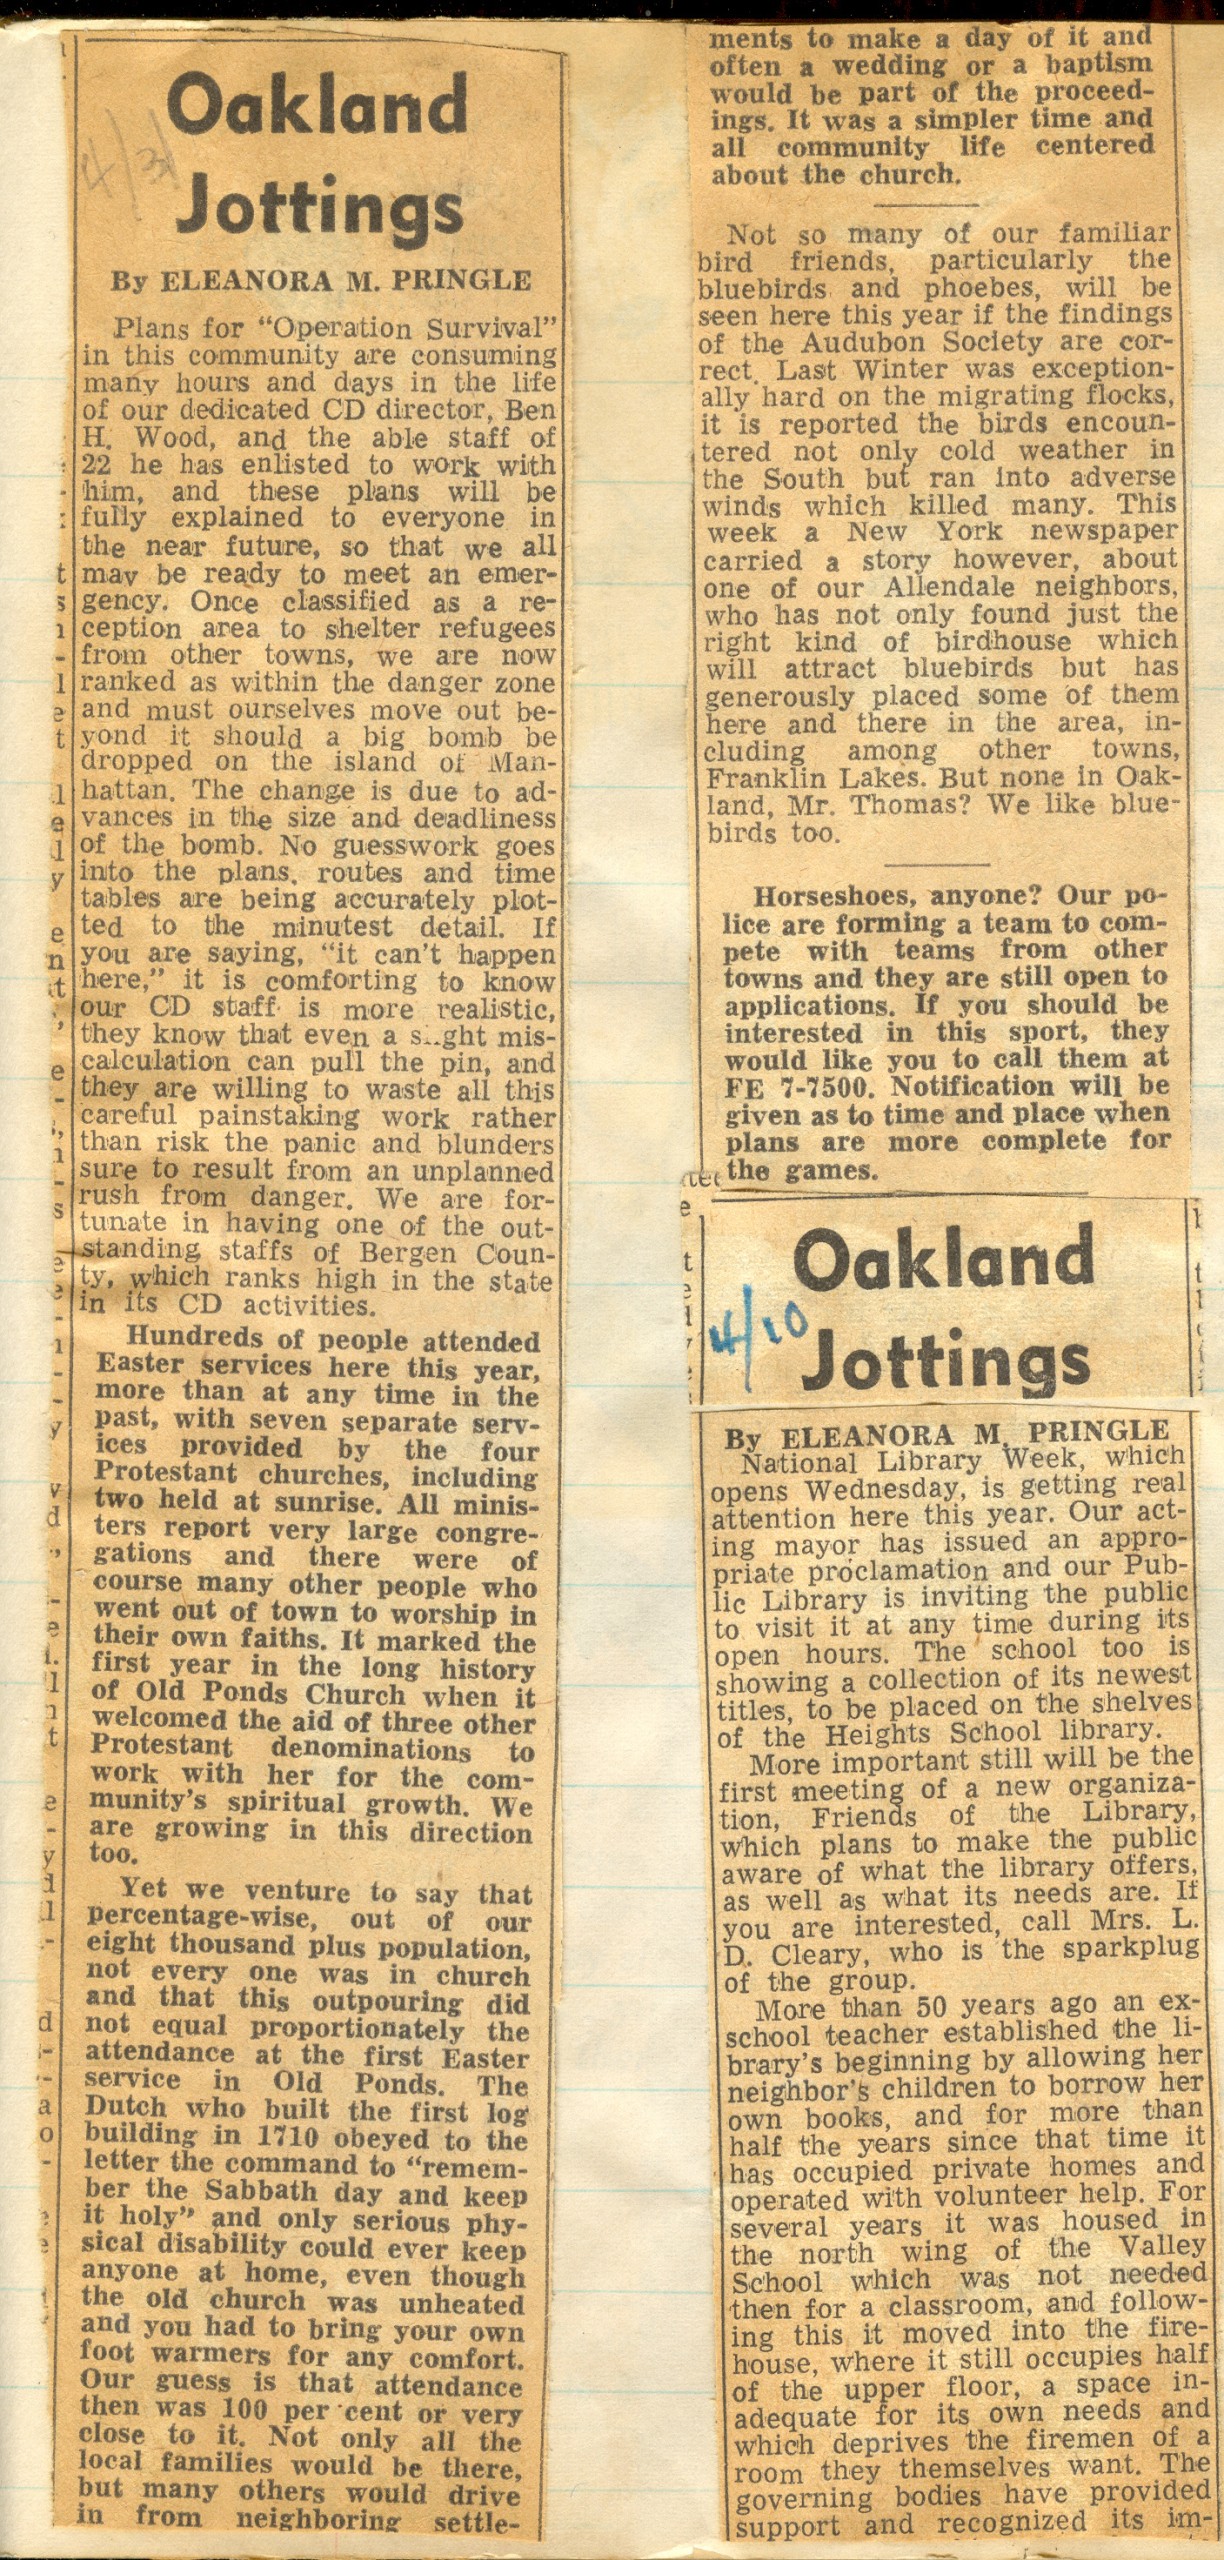 Oakland
4/31
Jottings
By ELEANORA M. PRINGLE
Plans for "Operation Survival"
in this community are consuming
many hours and days in the life
of our dedicated CD director, Ben
H. Wood, and the able staff of
22 he has enlisted to work with
him, and these plans will be
fully explained to everyone in
the near future, so that we all
may be ready to meet an emer-
gency. Once classified as a re-
ception area to shelter refugees
from other towns, we are now
ranked as within the danger zone
and must ourselves move out be-
yond it should a big bomb be
dropped on the island of Man-
hattan. The change is due to ad-
vances in the size and deadliness
of the bomb. No guesswork goes
into the plans, routes and time
tables are being accurately plot-
ted to the minutest detail. If
you are saying, "it can't happen
here," it is comforting to know
our CD staff is more realistic,
they know that even a s..ght mis-
calculation can pull the pin, and
they are willing to waste all this
careful painstaking work rather
than risk the panic and blunders
sure to result from an unplanned
rush from danger. We are for-
tunate in having one of the out-
standing staffs of Bergen Coun-
ty, which ranks high in the state
in its CD activities.
Hundreds of people attended
Easter services here this year,
more than at any time in the
past, with seven separate serv-
ices provided by the four
Protestant churches, including
two held at sunrise. All minis-
ters report very large congre-
gations and there were of
course many other people who
went out of town to worship in
their own faiths. It marked the
first year in the long history
of Old Ponds Church when it
welcomed the aid of three other
Protestant denominations to
work with her for the com-
munity's spiritual growth. We
are growing in this direction
too.
Yet we venture to say that
percentage-wise, out of our
eight thousand plus population,
not every one was in church
and that this outpouring did
not equal proportionately the
attendance at the first Easter
service in Old Ponds. The
Dutch who built the first log
building in 1710 obeyed to the
letter the command to "remem-
ber the Sabbath day and keep
it holy" and only serious phy-
sical disability could ever keep
anyone at home, even though
the old church was unheated
and you had to bring your own
foot warmers for any comfort.
Our guess is that attendance
then was 100 per cent or very
close to it. Not only all the
local families would be there,
but many others would drive
in from neighboring settle-
ments to make a day of it and
often a wedding or a baptism
would be part of the proceed-
ings. It was a simpler time and
all community life centered
about the church.
Not so many of our familiar
bird friends, particularly the
bluebirds and phoebes, will be
seen here this year if the findings
of the Audubon Society are cor-
rect. Last Winter was exception-
ally hard on the migrating flocks,
it is reported the birds encoun-
tered not only cold weather in
the South but ran into adverse
winds which killed many. This
week a New York newspaper
carried a story however, about
one of our Allendale neighbors,
who has not only found just the
right kind of birdhouse which
will attract bluebirds but has
generously placed some of them
here and there in the area, in-
cluding among other towns,
Franklin Lakes. But none in Oak-
land, Mr. Thomas? We like blue-
birds too.
Horseshoes, anyone? Our po-
lice are forming a team to com-
pete with teams from other
towns and they are still open to
applications. If you should be
interested in this sport, they
would like you to call them at
FE 7-7500. Notification will be
given as to time and place when
plans are more complete for
the games.
Oakland
4/10
Jottings
By ELEANORA M. PRINGLE
National Library Week, which
opens Wednesday, is getting real
attention here this year. Our act-
ing mayor has issued an appro-
priate proclamation and our Pub-
lic Library is inviting the public
to visit it at any time during its
open hours. The school too is
showing a collection of its newest
titles, to be placed on the shelves
of the Heights School library.
More important still will be the
first meeting of a new organiza-
tion, Friends of the Library,
which plans to make the public
aware of what the library offers,
as well as what its needs are. If
you are interested, call Mrs. L.
D. Cleary, who is the sparkplug
of the group.
More than 50 years ago an ex-
school teacher established the li-
brary's beginning by allowing her
neighbor's children to borrow her
own books, and for more than
half the years since that time it
has occupied private homes and
operated with volunteer help. For
several years it was housed in
the north wing of the Valley
School which was not needed
then for a classroom, and follow-
ing this it moved into the fire-
house, where it still occupies half
of the upper floor, a space in-
adequate for its own needs and
which deprives the firemen of a
room they themselves want. The
governing bodies have provided
support and recognized its im-